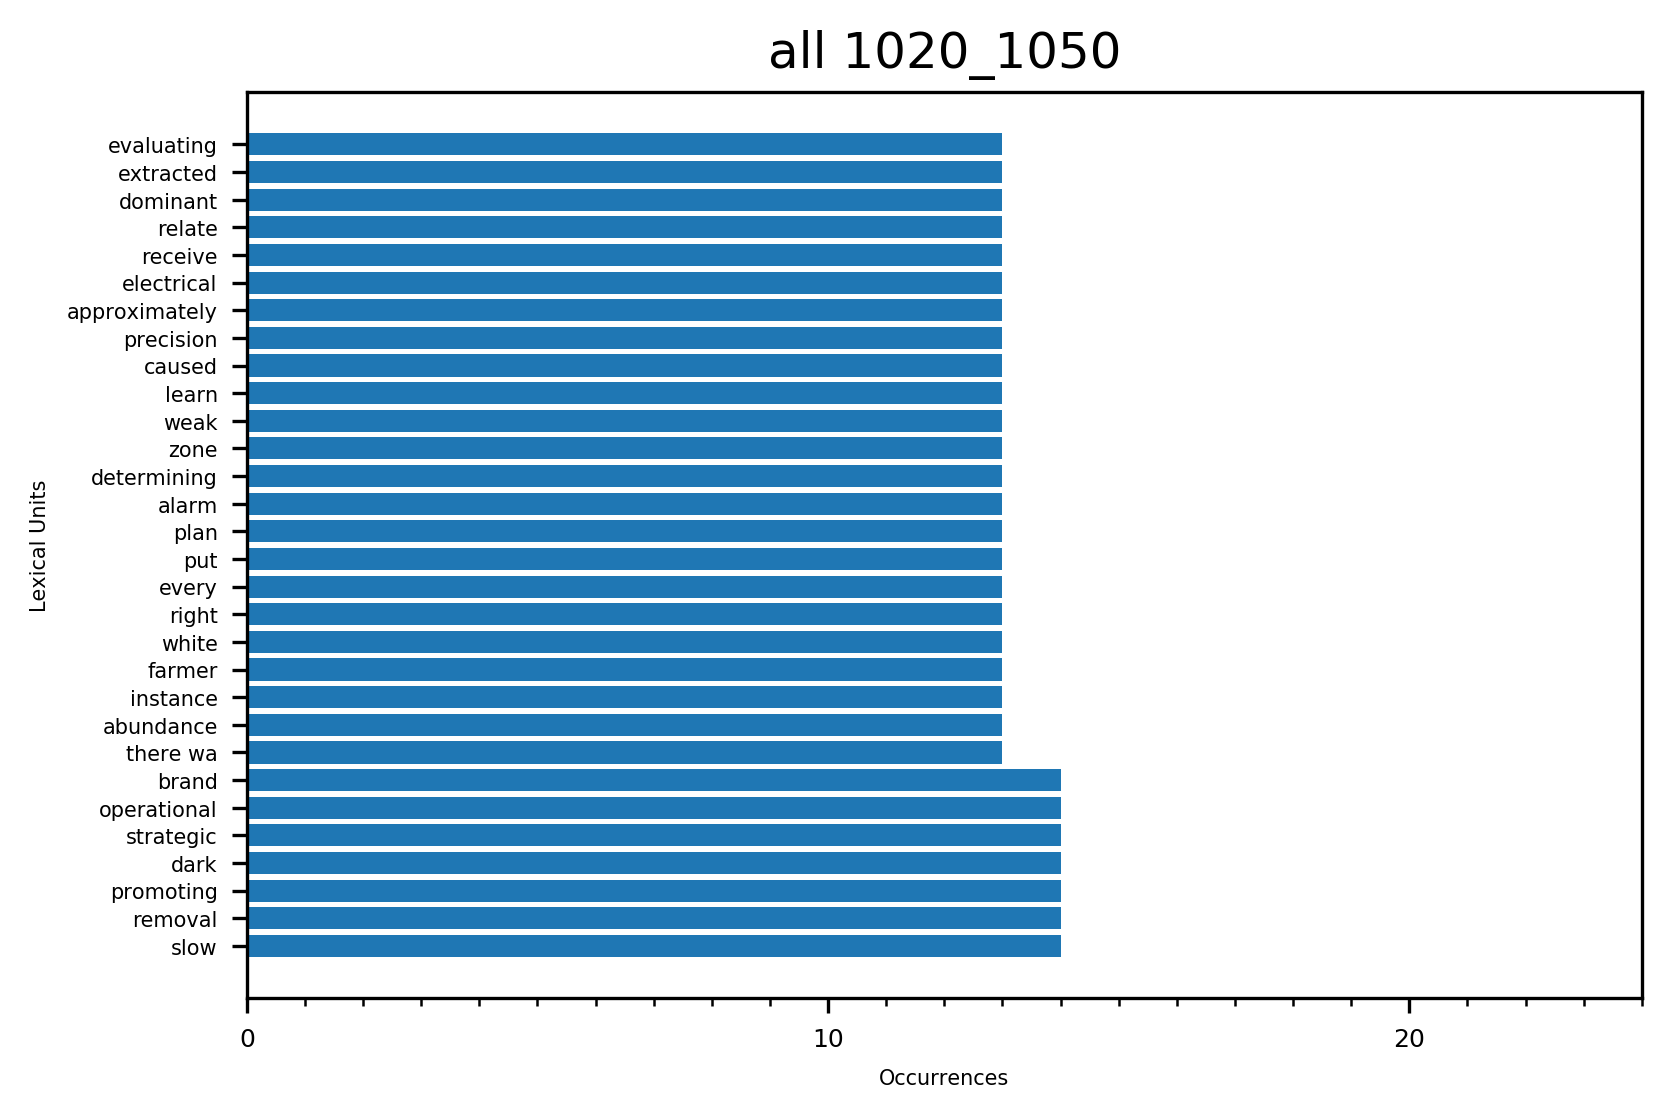 all 1020_1050
evaluating
extracted
dominant
relate
receive
electrical
approximately
precision
caused
learn
weak
zone
determining
alarm
plan
put
every
right
white
farmer
instance
abundance
there wa
brand
operational
strategic
dark
promoting
removal
slow
Lexical Units
0 10 20
Occurrences